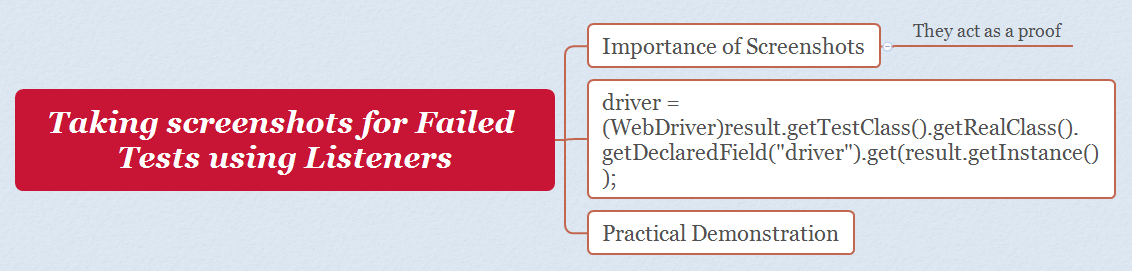 Taking screenshots for Failed
Tests using Listeners
Importance of Screenshots
They act as a proof
driver =
(WebDriver)result.getTestClass().getRealClass().
getDeclaredField("driver").get(result.getInstance()
);
Practical Demonstration